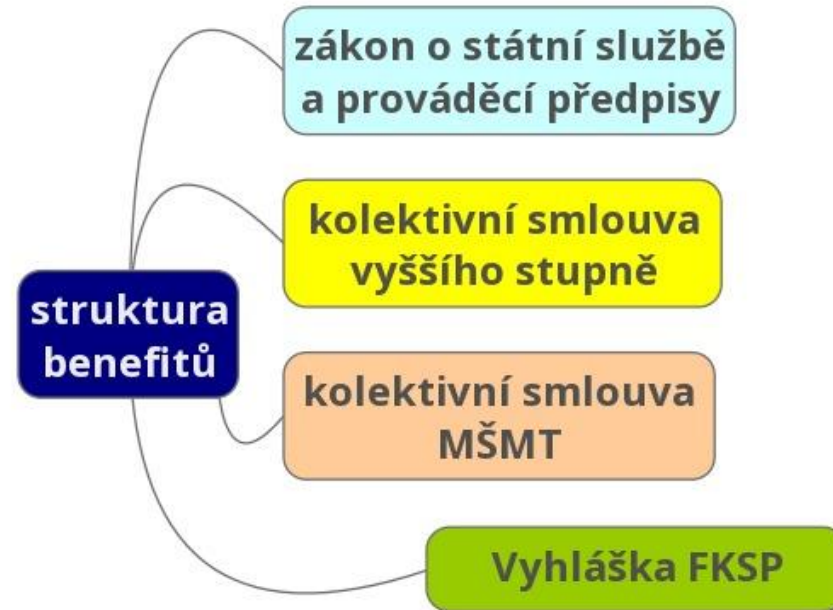 zákon o státní službě
a prováděcí předpisy
kolektivní smlouva
vyššího stupně
struktura
benefitů
kolektivní smlouva
MŠMT
Vyhláška FKSP